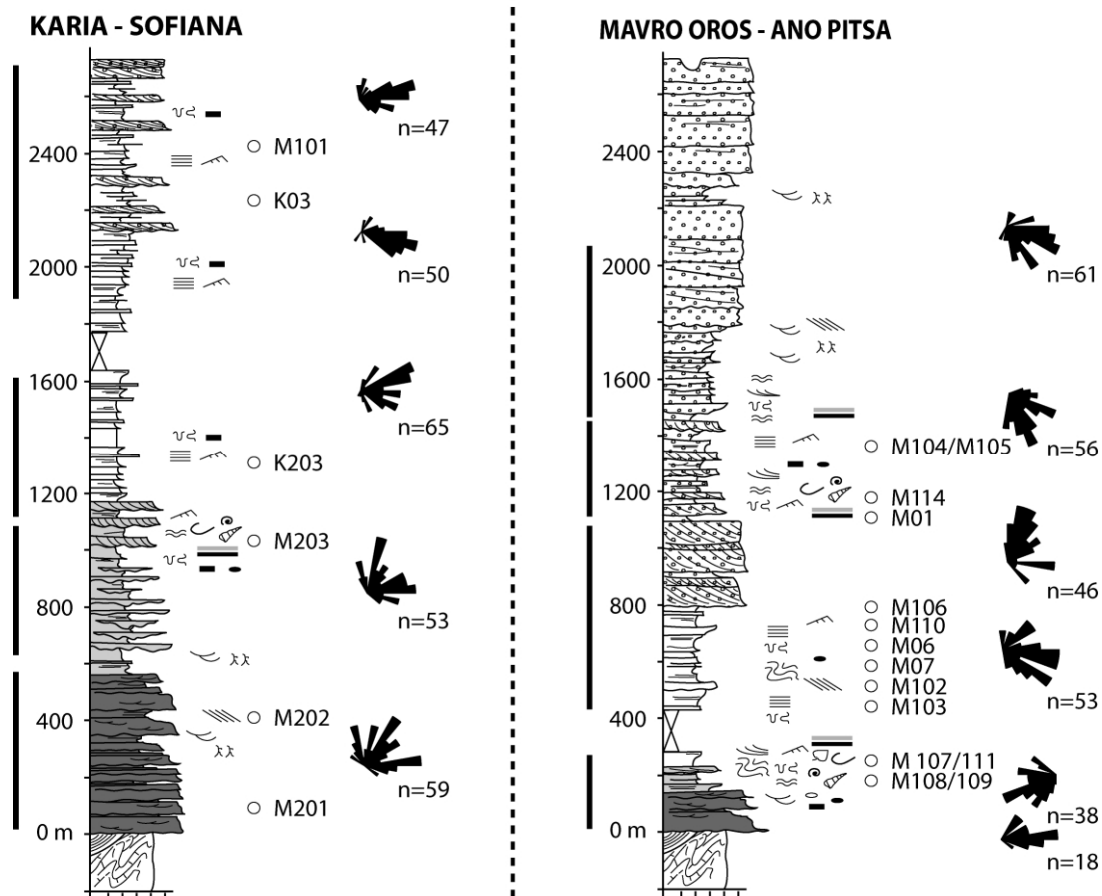 KARIA - SOFIANA
2400
2000
1600
1200
800
400
0 m
M101
K03
K203
M203
M202
M201
n=47
n=50
n=65
n=53
n=59
MAVRO OROS - ANO PITSA
2400
2000
1600
1200
800
400
0 m
M104/M105
M114
M01
M106
M110
M06
M07
M102
M103
M 107/111
M108/109
n=61
n=56
n=46
n=53
n=38
n=18